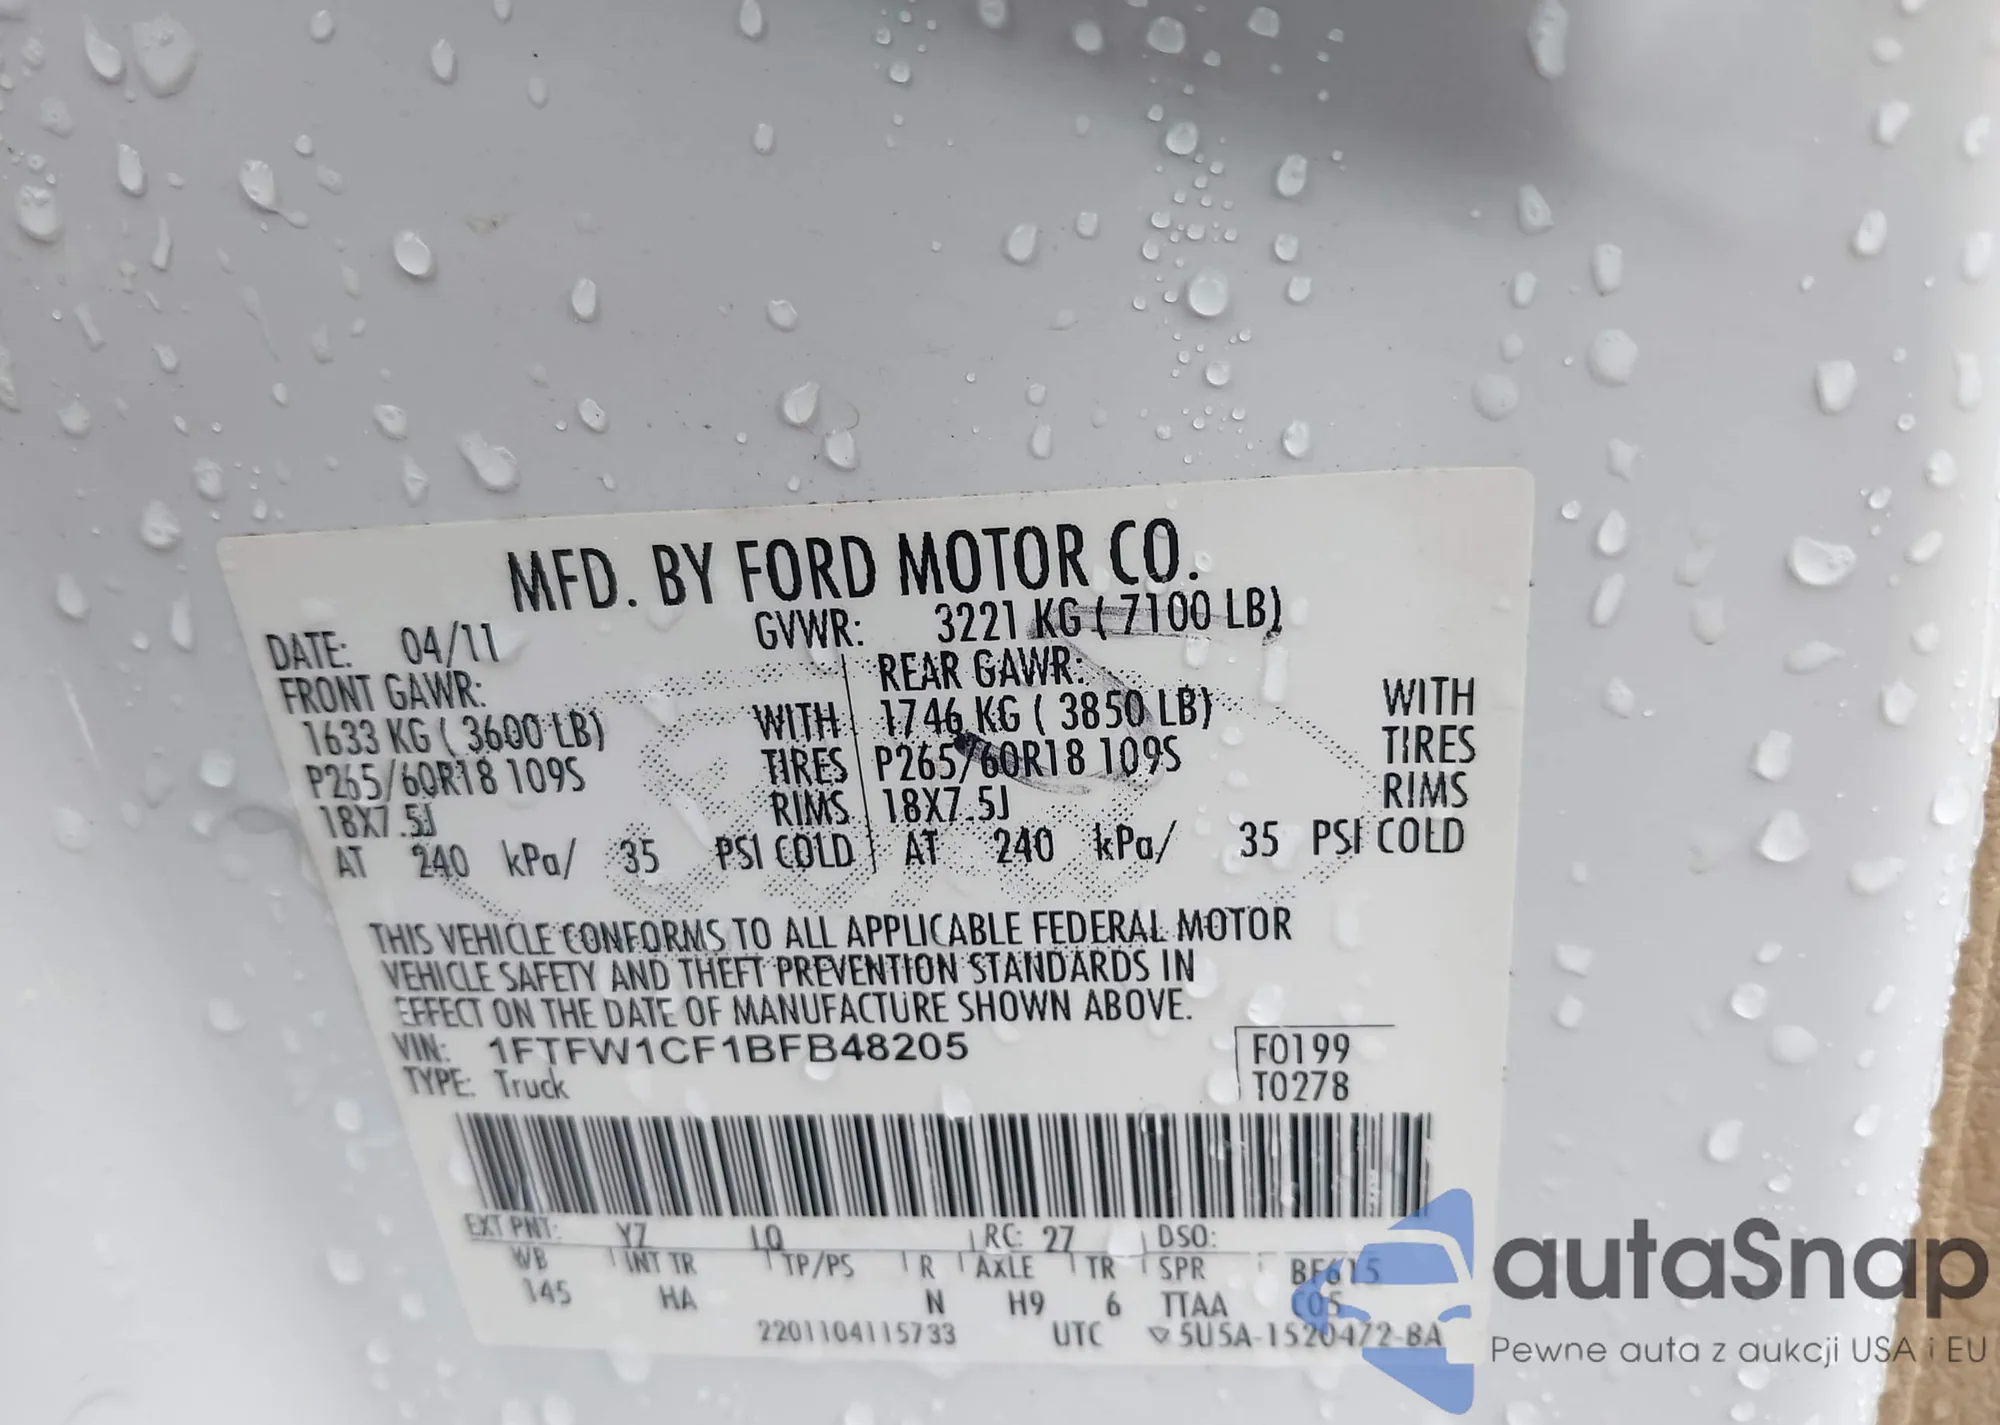 MFD. BY FORD MOTOR CO.
DATE: 04/11 GVWR: 3221 KG ( 7100 LB)
FRONT GAWR: REAR GAWR:
1633 KG ( 3600 LB) WITH 1746 KG ( 3850 LB) WITH
P265/60R18 109S TIRES P265/60R18 109S TIRES
18X7.5J RIMS 18X7.5J RIMS
AT 240 kPa/ 35 PSI COLD AT 240 kPa/ 35 PSI COLD
THIS VEHICLE CONFORMS TO ALL APPLICABLE FEDERAL MOTOR
VEHICLE SAFETY AND THEFT PREVENTION STANDARDS IN
EFFECT ON THE DATE OF MANUFACTURE SHOWN ABOVE.
VIN: 1FTFW1CF1BFB48205 F0199
TYPE: Truck T0278
EXT PNT: YZ LQ RC: 27 DSO:
WB INT TR TP/PS R AXLE TR SPR BF615
145 HA N H9 6 TTAA C05
2201104115733 UTC ▽5U5A-1520472-BA
autaSnap
Pewne auta z aukcji USA i EU